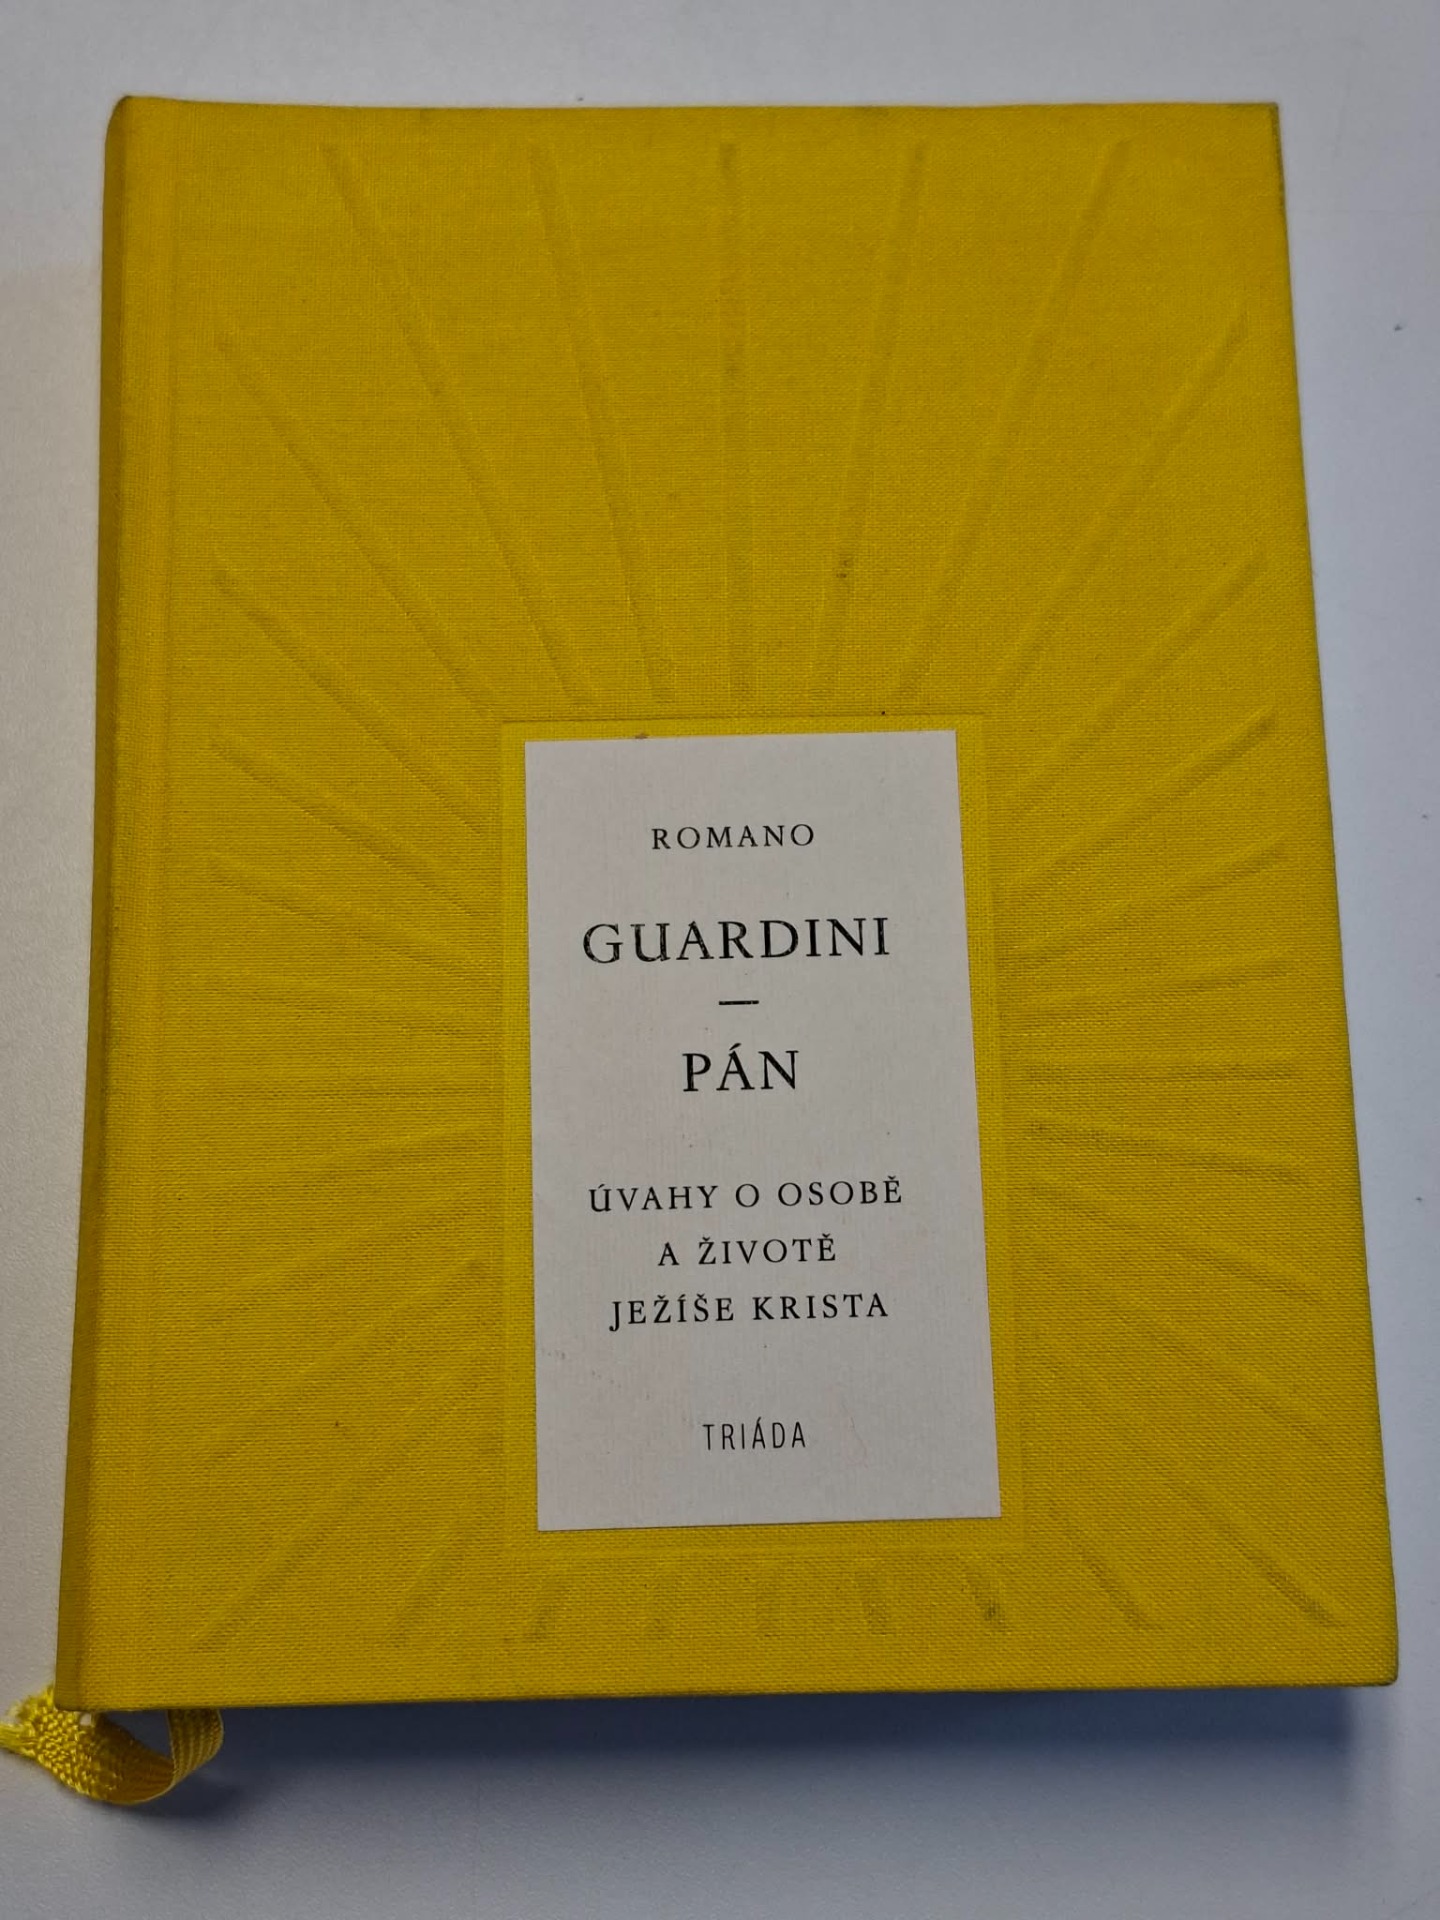 ROMANO
GUARDINI
—
PÁN
ÚVAHY O OSOBĚ
A ŽIVOTĚ
JEŽÍŠE KRISTA
TRIÁDA